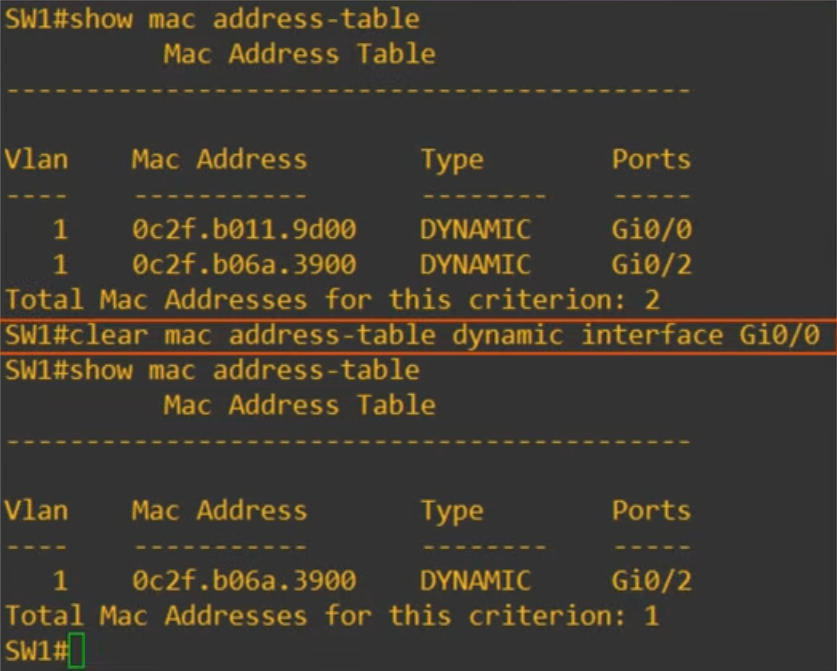 SW1#show mac address-table
Mac Address Table
-------------------------------------------
Vlan    Mac Address       Type        Ports
----    -----------       --------    -----
1    0c2f.b011.9d00    DYNAMIC     Gi0/0
1    0c2f.b06a.3900    DYNAMIC     Gi0/2
Total Mac Addresses for this criterion: 2
SW1#clear mac address-table dynamic interface Gi0/0
SW1#show mac address-table
Mac Address Table
-------------------------------------------
Vlan    Mac Address       Type        Ports
----    -----------       --------    -----
1    0c2f.b06a.3900    DYNAMIC     Gi0/2
Total Mac Addresses for this criterion: 1
SW1#